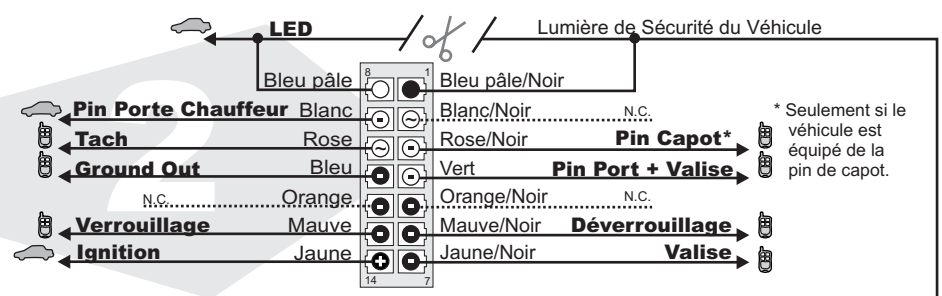 LED Lumière de Sécurité du Véhicule
8 1
Bleu pâle Bleu pâle/Noir
Pin Porte Chauffeur Blanc Blanc/Noir N.C.
Tach Rose Rose/Noir Pin Capot*
Ground Out Bleu Vert Pin Port + Valise
N.C. Orange Orange/Noir N.C.
Verrouillage Mauve Mauve/Noir Déverrouillage
Ignition Jaune Jaune/Noir Valise
14 7
* Seulement si le
véhicule est
équipé de la
pin de capot.
2